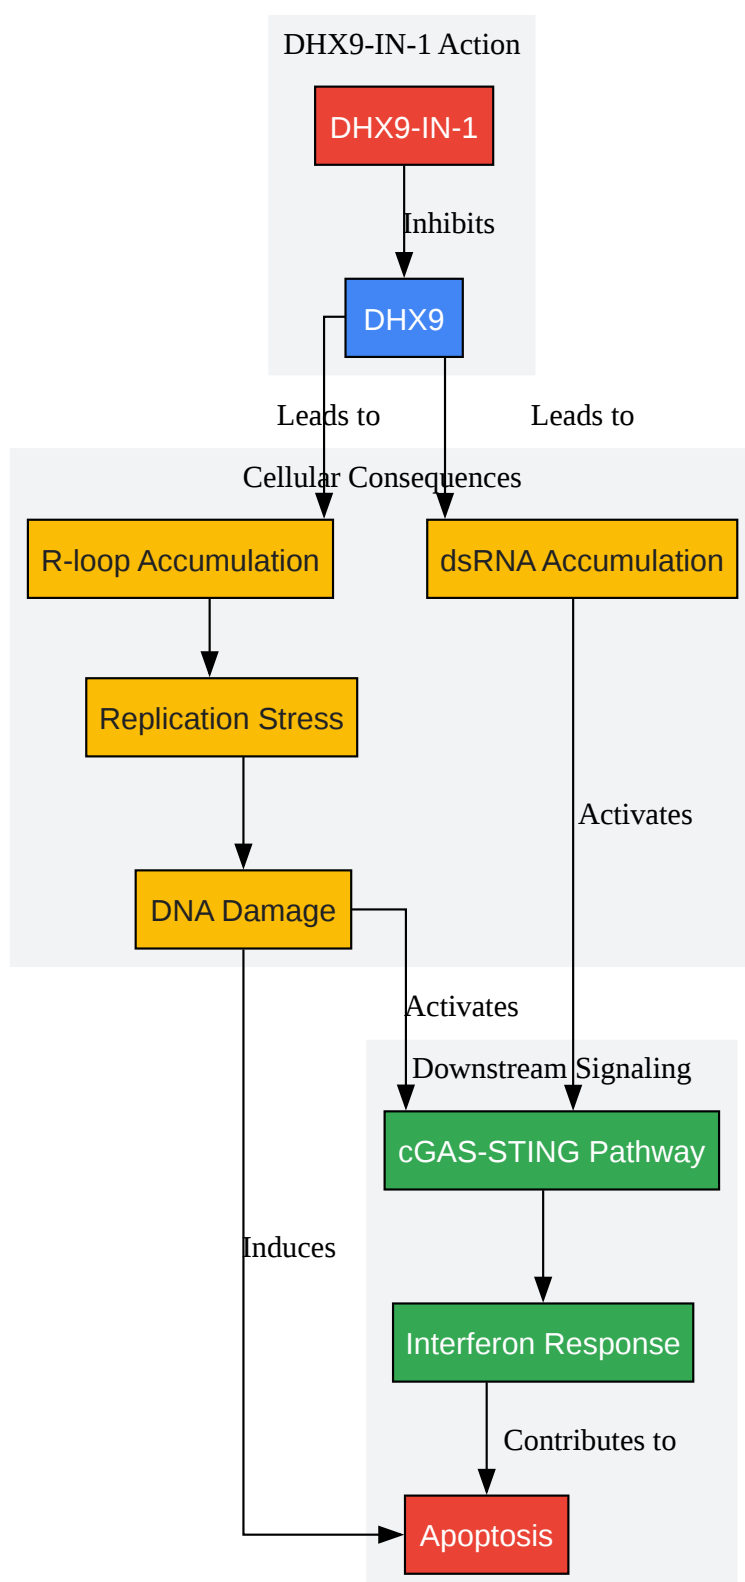 DHX9-IN-1 Action
DHX9-IN-1
Inhibits
DHX9
Leads to
Leads to
Cellular Consequences
R-loop Accumulation
dsRNA Accumulation
Replication Stress
Activates
DNA Damage
Activates
Downstream Signaling
cGAS-STING Pathway
Induces
Interferon Response
Contributes to
Apoptosis